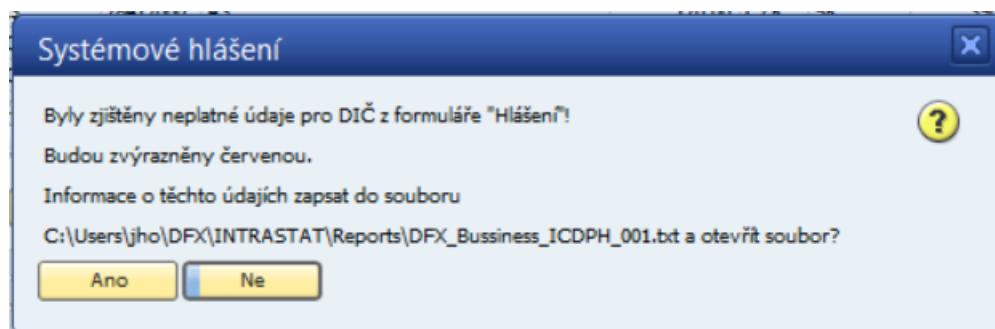 Systémové hlášení
Byly zjištěny neplatné údaje pro DIČ z formuláře "Hlášení"!
Budou zvýrazněny červenou.
Informace o těchto údajích zapsat do souboru
C:\Users\jho\DFX\INTRASTAT\Reports\DFX_Bussiness_ICDPH_001.txt a otevřít soubor?
Ano Ne